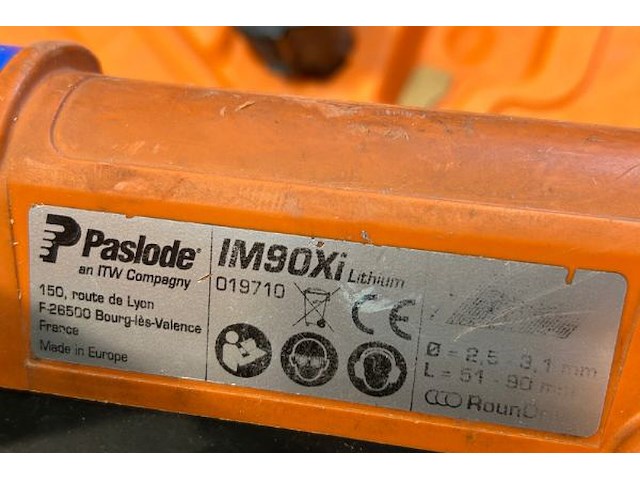 Paslode®
an ITW Compagny
150, route de Lyon
F-26500 Bourg-lès-Valence
France
Made in Europe
IM90Xi Lithium
019710
CE
Ø = 2.5 3.1 mm
L = 51 - 90 mm